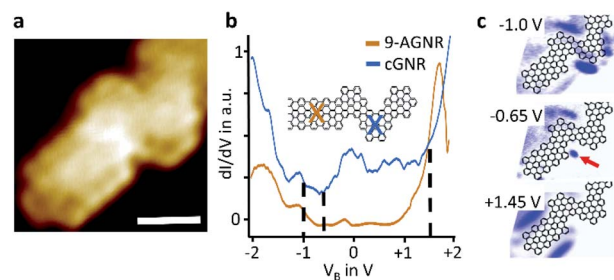 a
b
c
1
0
dI/dV in a.u.
9-AGNR
cGNR
-2
-1
0
+1
+2
V_B in V
-1.0 V
-0.65 V
+1.45 V